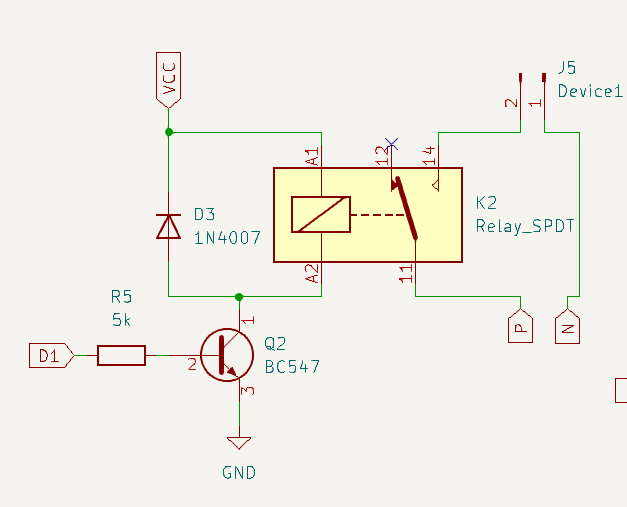 VCC
J5
Device1
2
1
A1
12
14
D3
1N4007
K2
Relay_SPDT
A2
11
R5
5k
1
P
N
D1
2
Q2
BC547
3
GND